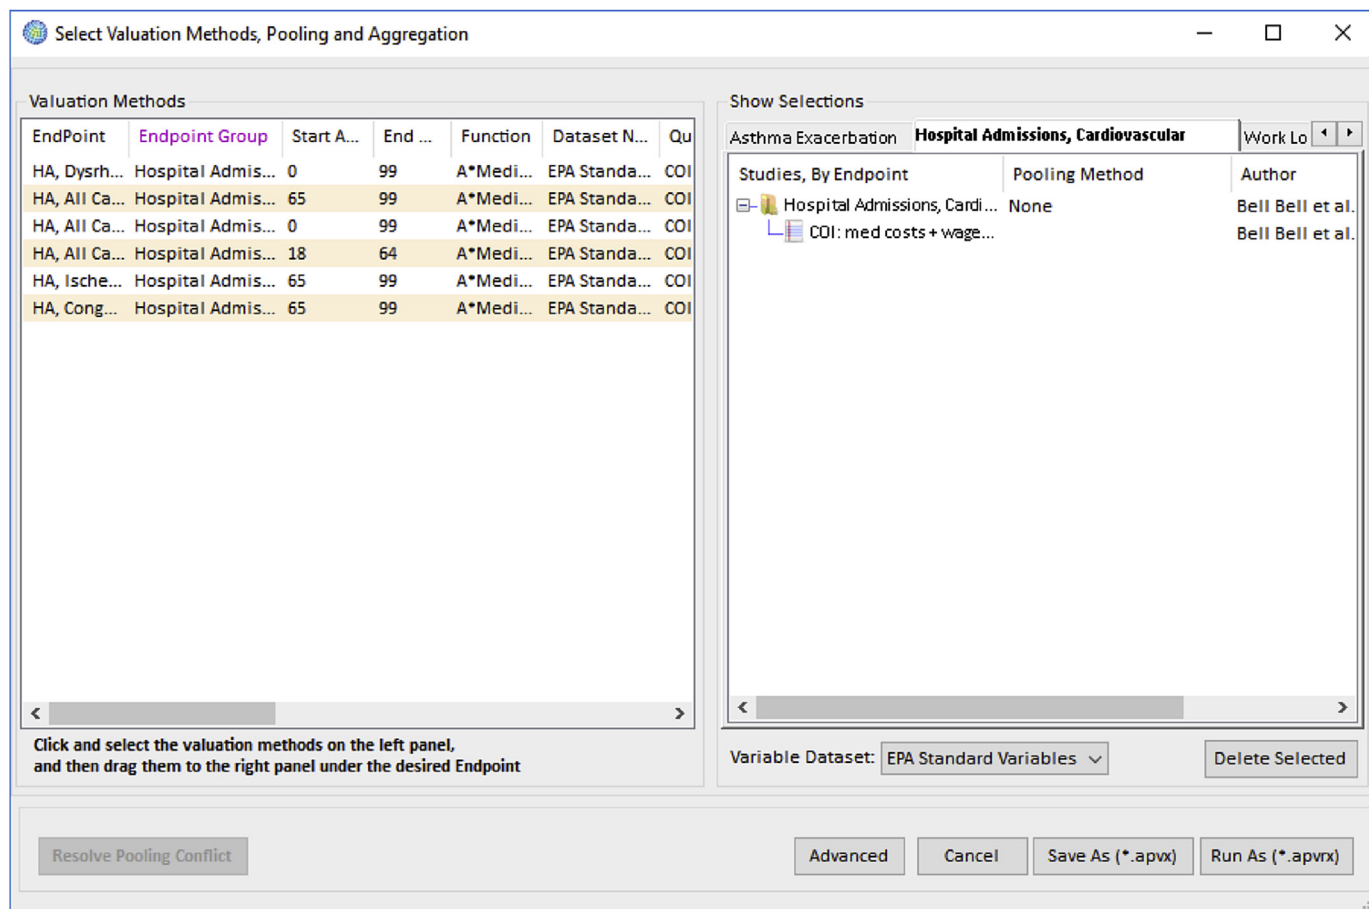 Select Valuation Methods, Pooling and Aggregation
Valuation Methods
EndPoint Endpoint Group Start A... End ... Function Dataset N... Qu
HA, Dysrh... Hospital Admis... 0 99 A*Medi... EPA Standa... COI
HA, All Ca... Hospital Admis... 65 99 A*Medi... EPA Standa... COI
HA, All Ca... Hospital Admis... 0 99 A*Medi... EPA Standa... COI
HA, All Ca... Hospital Admis... 18 64 A*Medi... EPA Standa... COI
HA, Ische... Hospital Admis... 65 99 A*Medi... EPA Standa... COI
HA, Cong... Hospital Admis... 65 99 A*Medi... EPA Standa... COI
Click and select the valuation methods on the left panel,
and then drag them to the right panel under the desired Endpoint
Show Selections
Asthma Exacerbation Hospital Admissions, Cardiovascular Work Lo
Studies, By Endpoint Pooling Method Author
Hospital Admissions, Cardi... None Bell Bell et al.
COI: med costs + wage... Bell Bell et al.
Variable Dataset: EPA Standard Variables Delete Selected
Resolve Pooling Conflict Advanced Cancel Save As (*.apvx) Run As (*.apvrx)